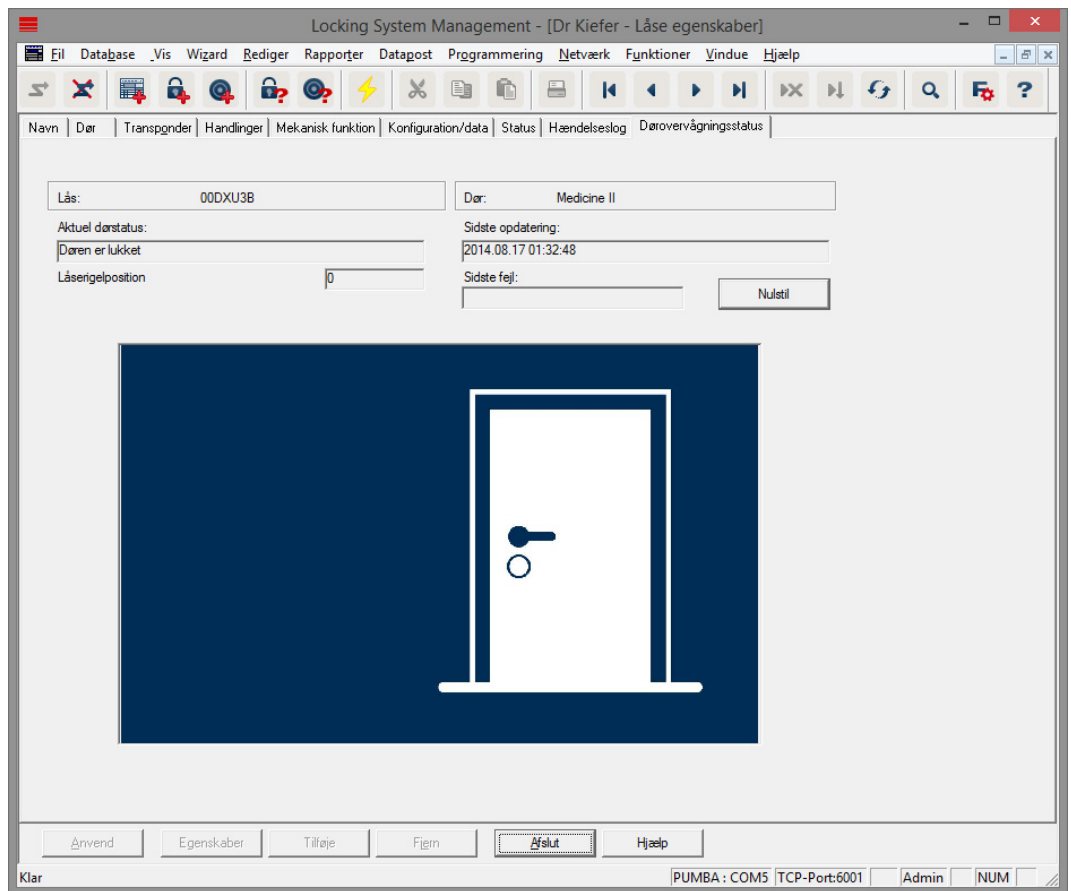 Locking System Management - [Dr Kiefer - Låse egenskaber]
Fil Database Vis Wizard Rediger Rapporter Datapost Programmering Netværk Funktioner Vindue Hjælp
Navn Dør Transponder Handlinger Mekanisk funktion Konfiguration/data Status Hændelseslog Dørovervågningsstatus
Lås: 00DXU3B Dør: Medicine II
Aktuel dørstatus: Sidste opdatering:
Døren er lukket 2014.08.17 01:32:48
Låserigelposition 0 Sidste fejl:
Nulstil
Anvend Egenskaber Tilføje Fjern Afslut Hjælp
Klar PUMBA : COM5 TCP-Port:6001 Admin NUM